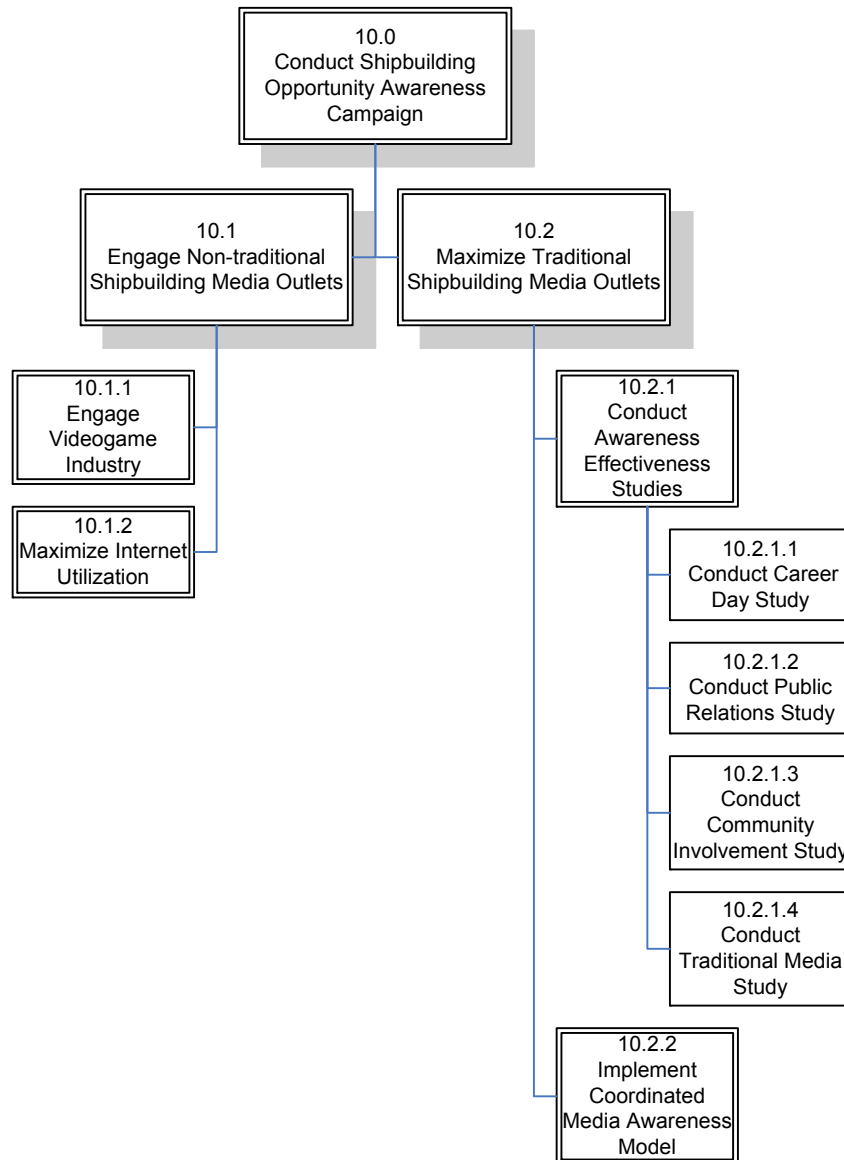 10.0
Conduct Shipbuilding
Opportunity Awareness
Campaign
10.1
Engage Non-traditional
Shipbuilding Media Outlets
10.2
Maximize Traditional
Shipbuilding Media Outlets
10.1.1
Engage
Videogame
Industry
10.1.2
Maximize Internet
Utilization
10.2.1
Conduct
Awareness
Effectiveness
Studies
10.2.1.1
Conduct Career
Day Study
10.2.1.2
Conduct Public
Relations Study
10.2.1.3
Conduct
Community
Involvement Study
10.2.1.4
Conduct
Traditional Media
Study
10.2.2
Implement
Coordinated
Media Awareness
Model